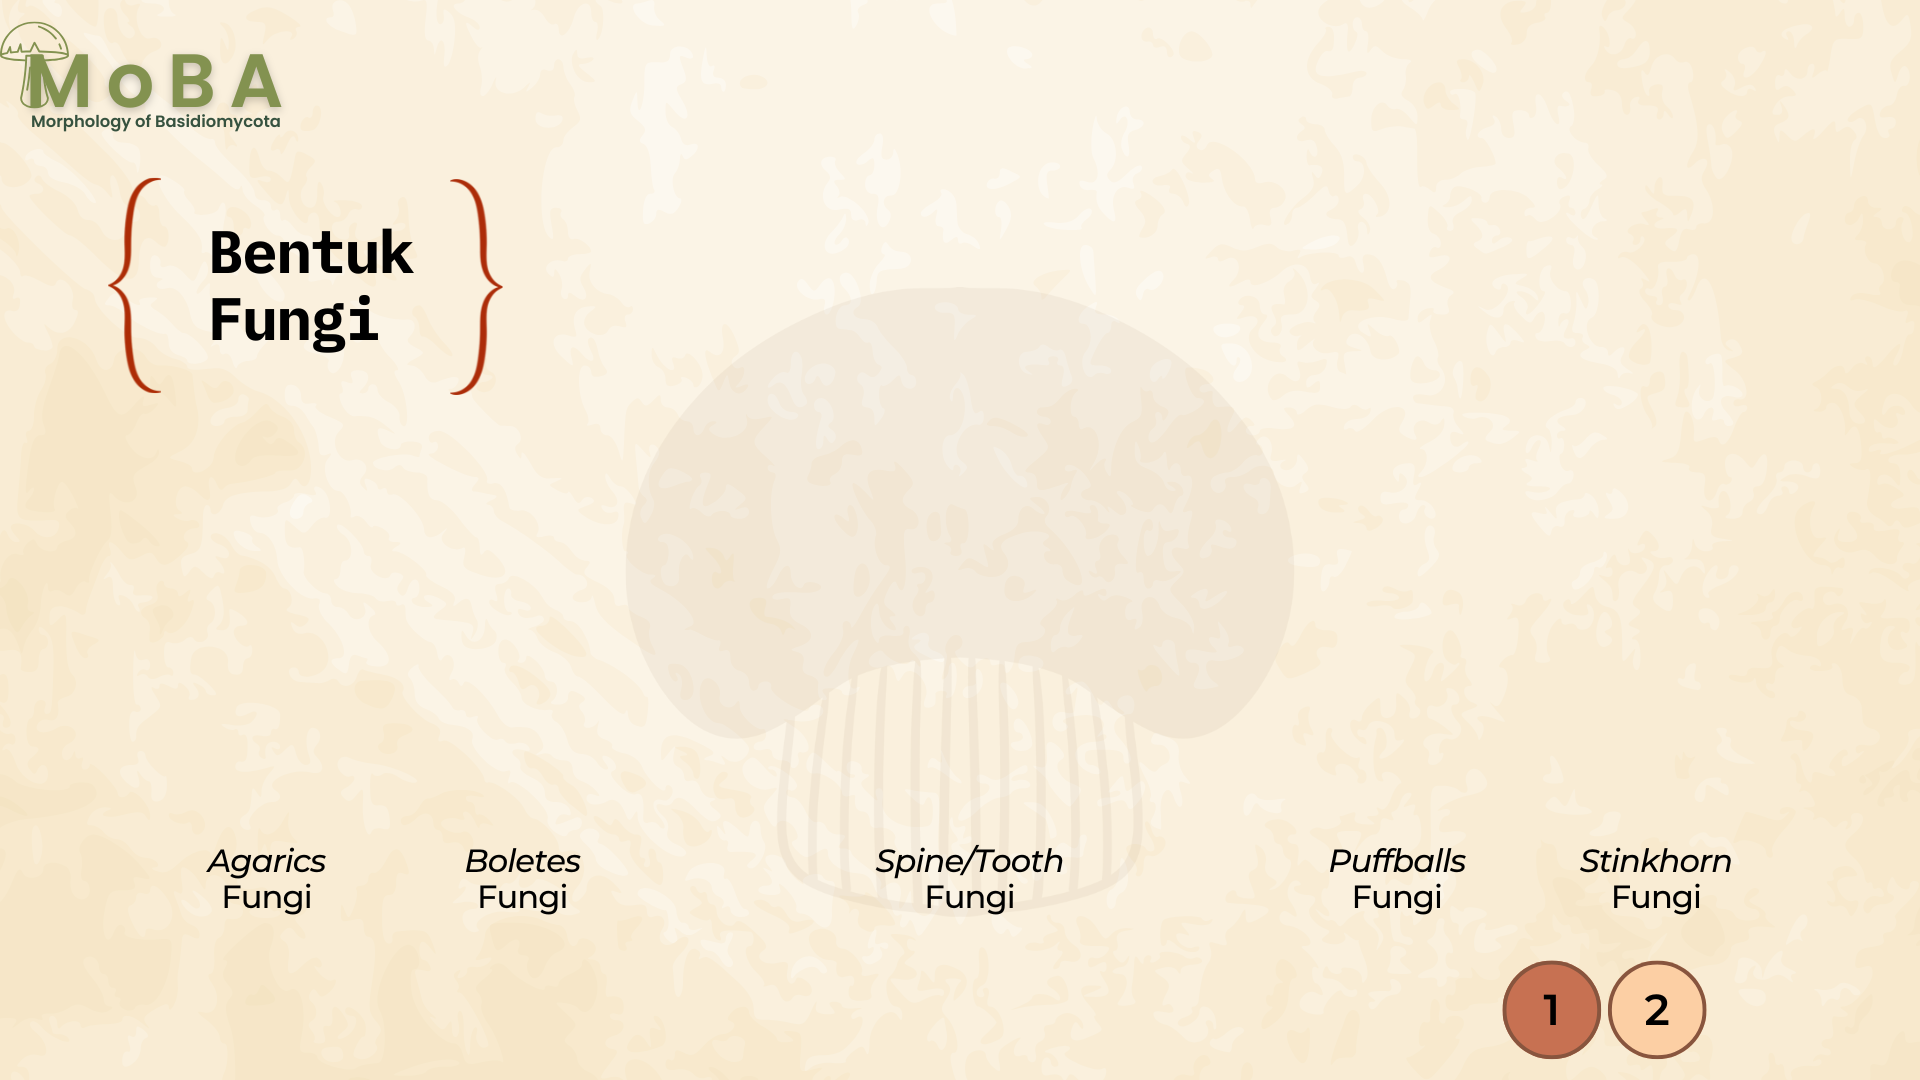 MoBA
Morphology of Basidiomycota
Bentuk
Fungi
Agarics
Fungi
Boletes
Fungi
Spine/Tooth
Fungi
Puffballs
Fungi
Stinkhorn
Fungi
1
2